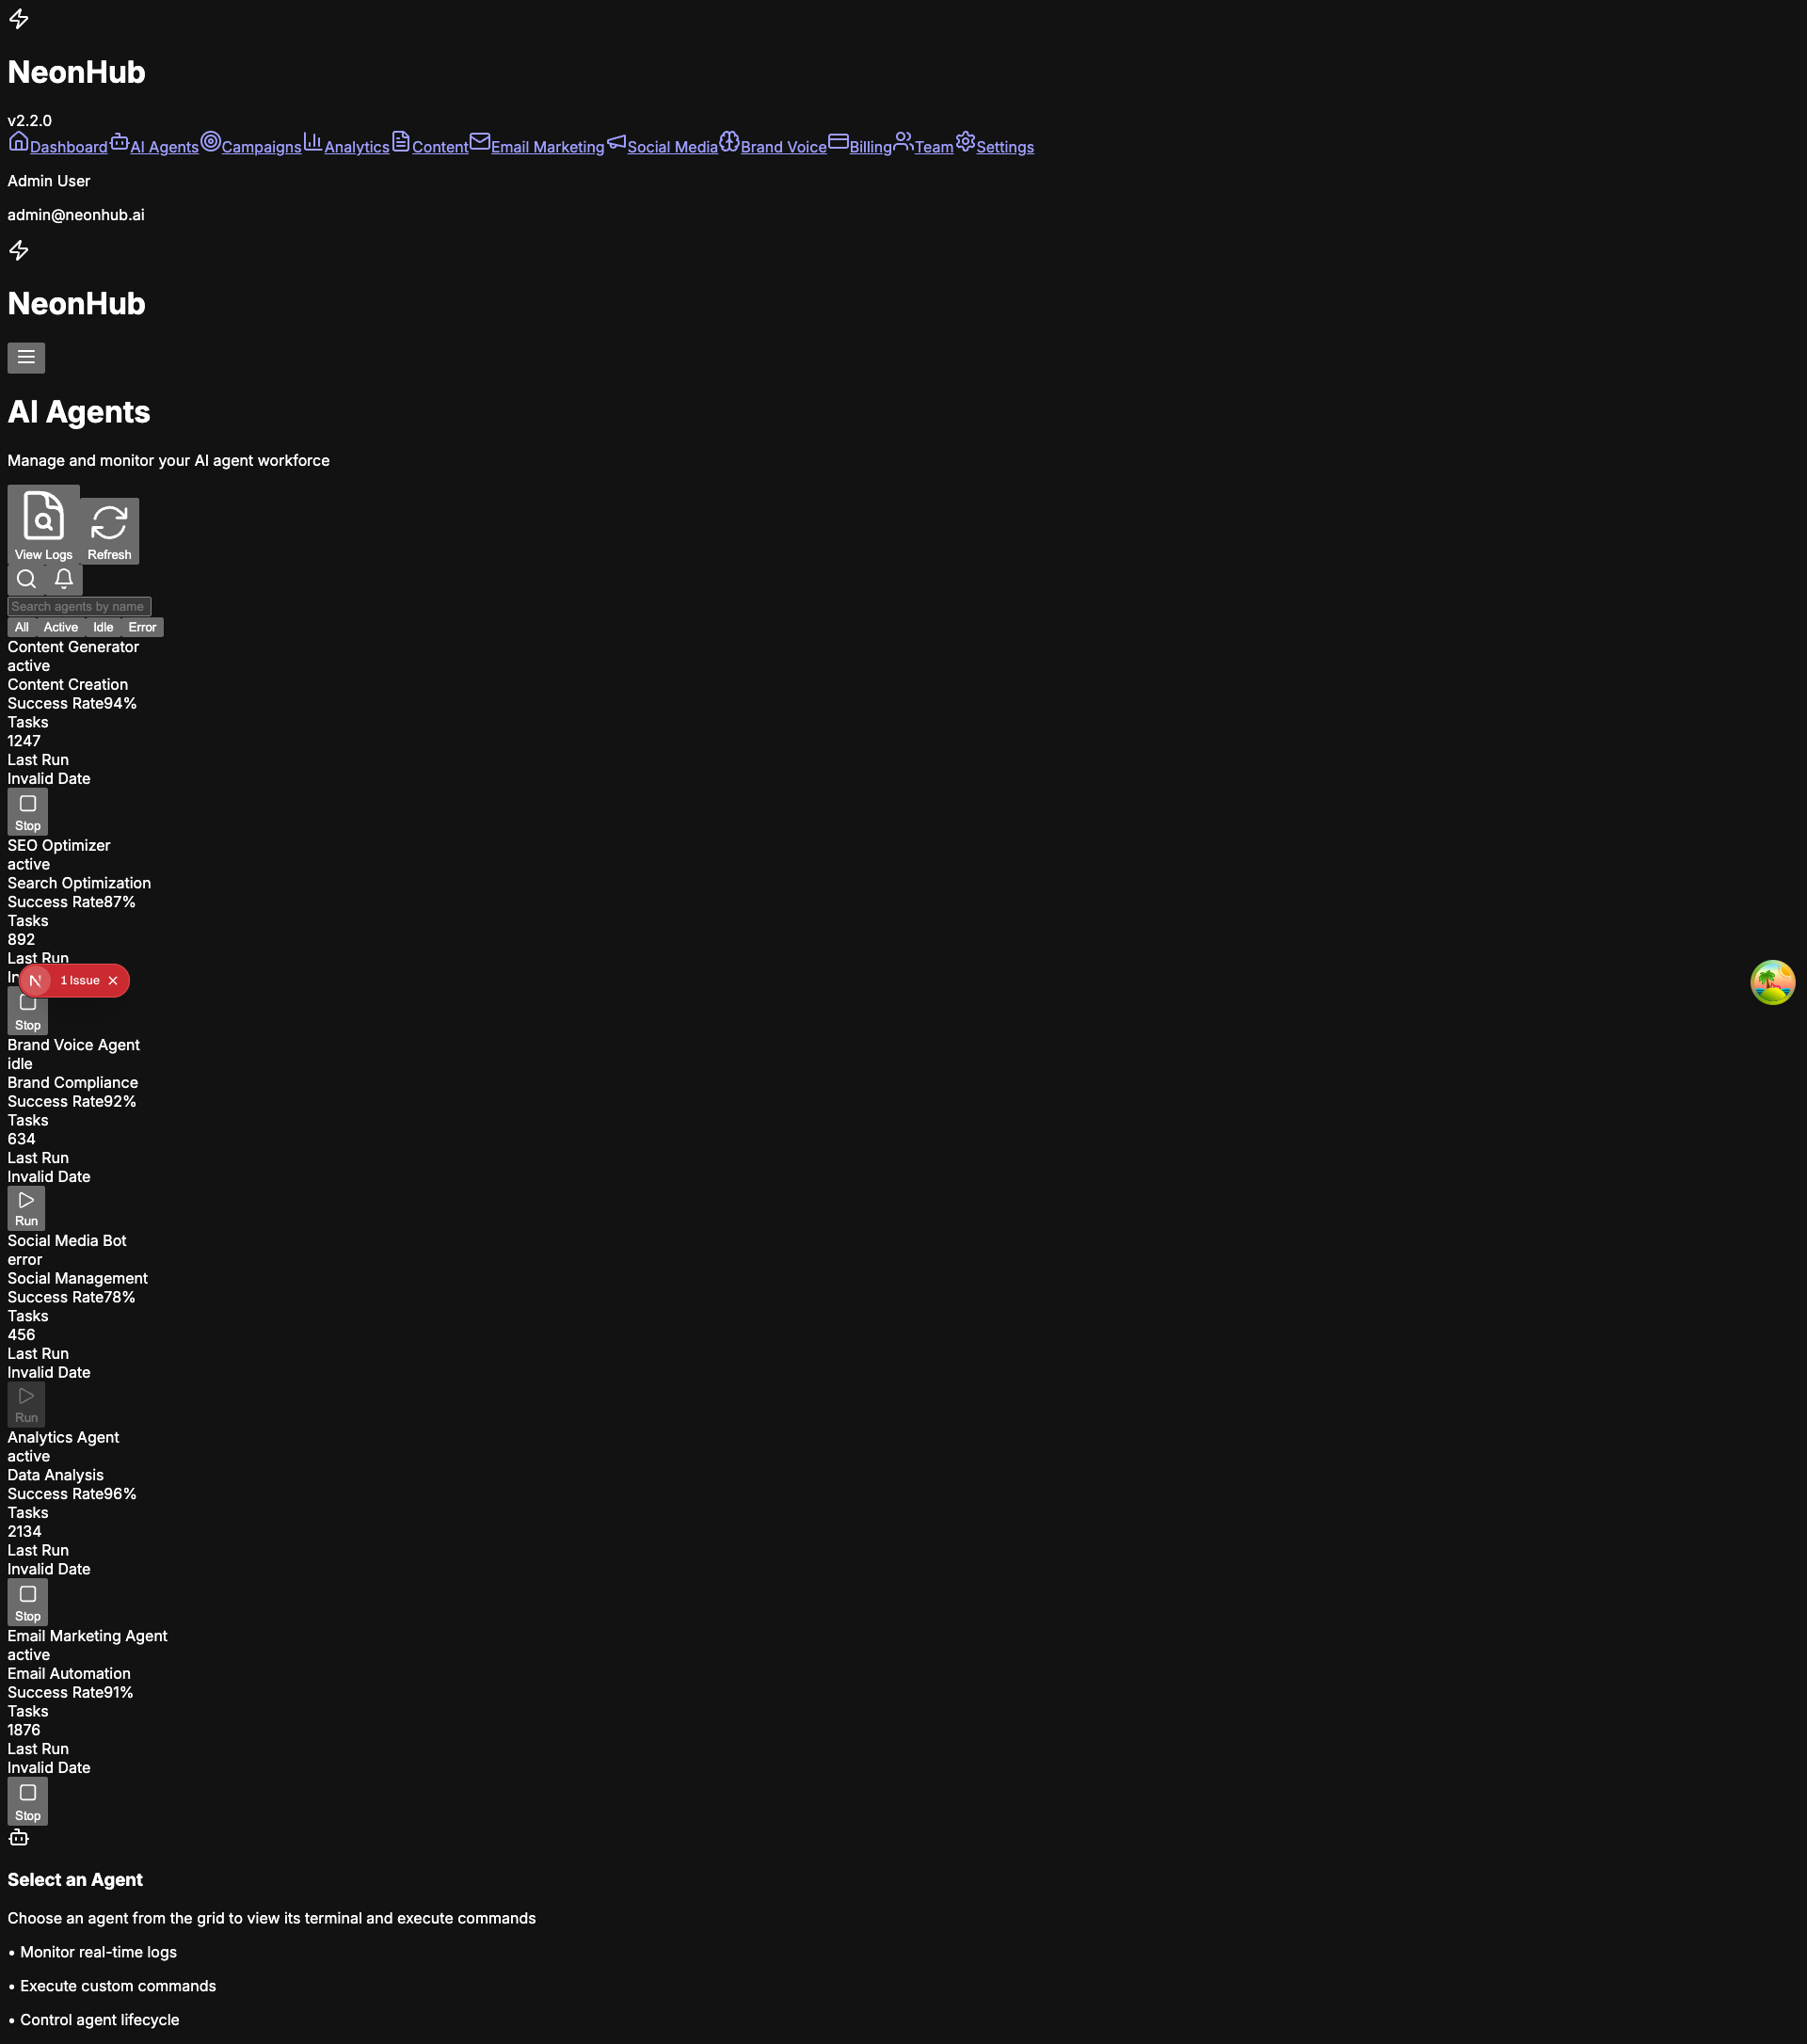 NeonHub
v2.2.0
Dashboard AI Agents Campaigns Analytics Content Email Marketing Social Media Brand Voice Billing Team Settings
Admin User
admin@neonhub.ai
NeonHub
AI Agents
Manage and monitor your AI agent workforce
View Logs Refresh
Search agents by name
All Active Idle Error
Content Generator
active
Content Creation
Success Rate94%
Tasks
1247
Last Run
Invalid Date
Stop
SEO Optimizer
active
Search Optimization
Success Rate87%
Tasks
892
Last Run
1 Issue
Stop
Brand Voice Agent
idle
Brand Compliance
Success Rate92%
Tasks
634
Last Run
Invalid Date
Run
Social Media Bot
error
Social Management
Success Rate78%
Tasks
456
Last Run
Invalid Date
Run
Analytics Agent
active
Data Analysis
Success Rate96%
Tasks
2134
Last Run
Invalid Date
Stop
Email Marketing Agent
active
Email Automation
Success Rate91%
Tasks
1876
Last Run
Invalid Date
Stop
Select an Agent
Choose an agent from the grid to view its terminal and execute commands
• Monitor real-time logs
• Execute custom commands
• Control agent lifecycle